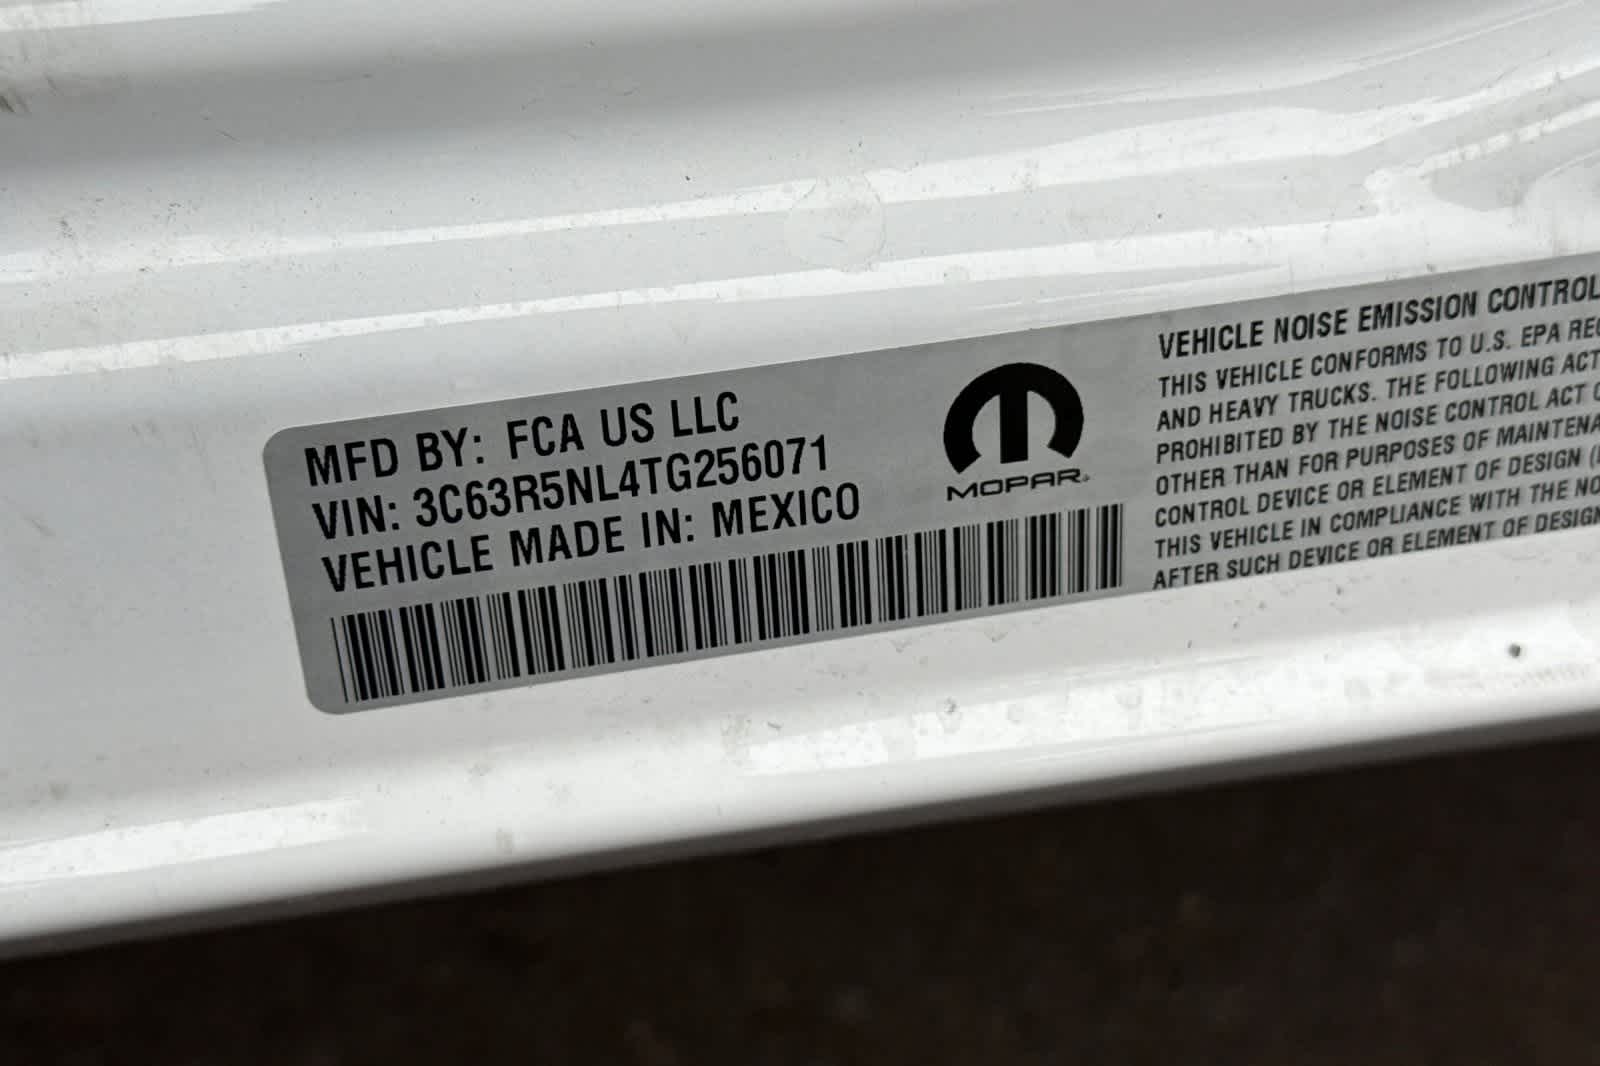 MFD BY: FCA US LLC
VIN: 3C63R5NL4TG256071
VEHICLE MADE IN: MEXICO
MOPAR
VEHICLE NOISE EMISSION CONTROL
THIS VEHICLE CONFORMS TO U.S. EPA
AND HEAVY TRUCKS. THE FOLLOWING ACT
PROHIBITED BY THE NOISE CONTROL ACT
OTHER THAN FOR PURPOSES OF
CONTROL DEVICE OR ELEMENT OF DESIGN
THIS VEHICLE IN COMPLIANCE WITH THE
AFTER SUCH DEVICE OR ELEMENT OF DESIGN